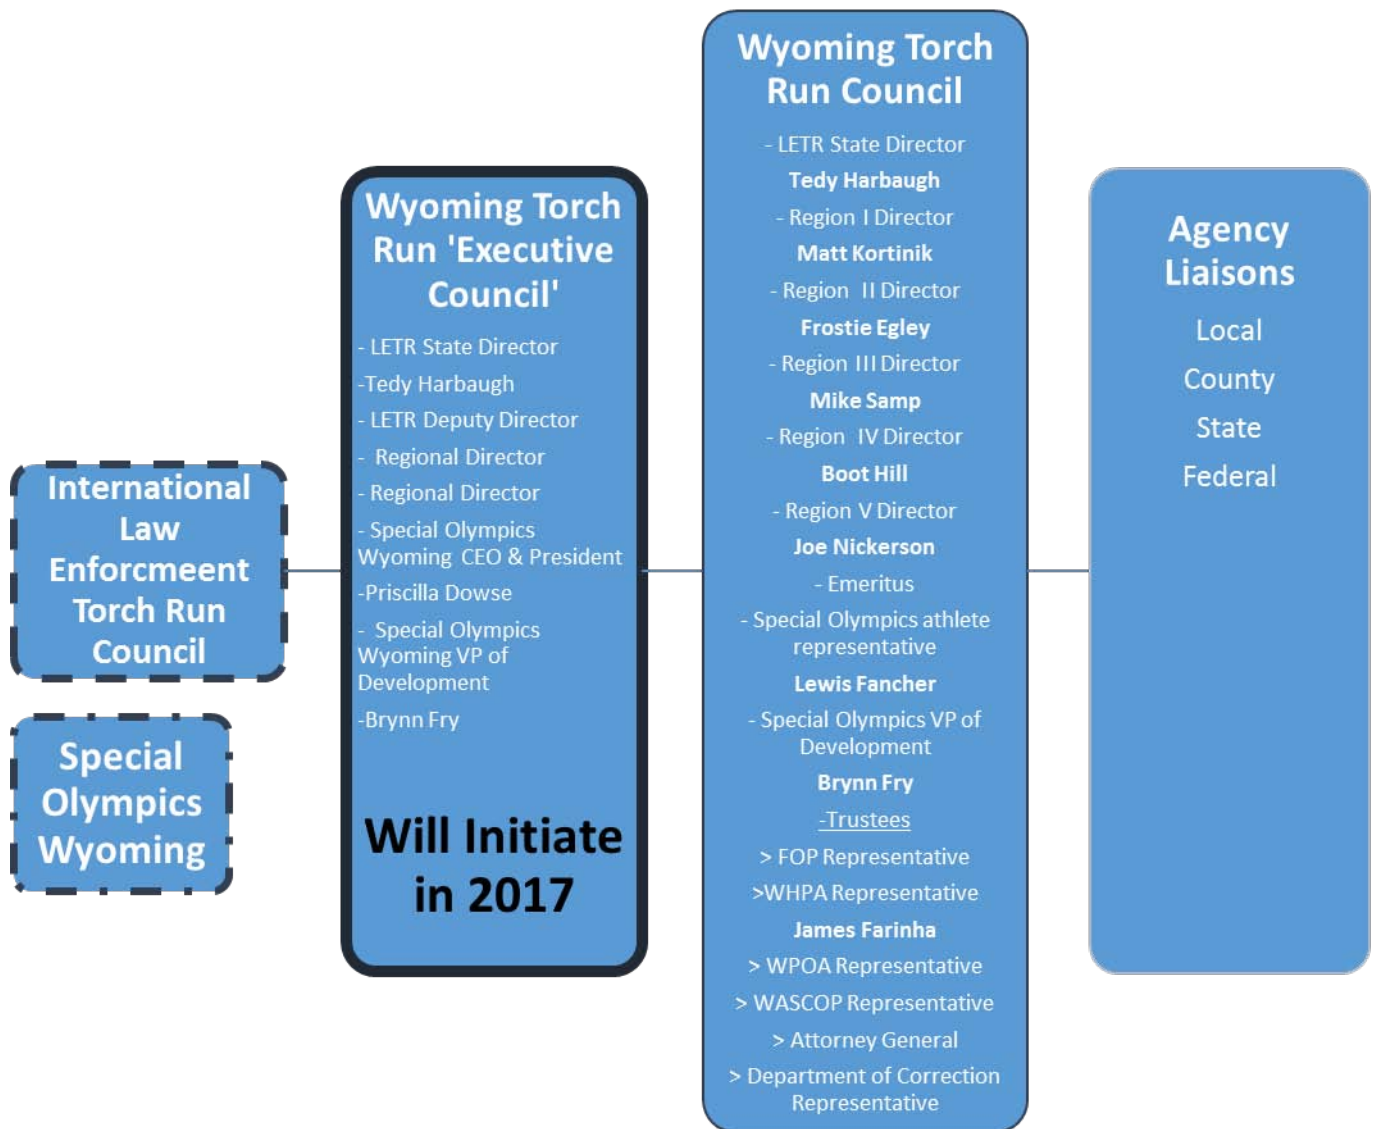 International
Law
Enforcmeent
Torch Run
Council
Special
Olympics
Wyoming
Wyoming Torch
Run 'Executive
Council'
- LETR State Director
-Tedy Harbaugh
- LETR Deputy Director
- Regional Director
- Regional Director
- Special Olympics
Wyoming CEO & President
-Priscilla Dowse
- Special Olympics
Wyoming VP of
Development
-Brynn Fry
Will Initiate
in 2017
Wyoming Torch
Run Council
- LETR State Director
Tedy Harbaugh
- Region I Director
Matt Kortinik
- Region II Director
Frostie Egley
- Region III Director
Mike Samp
- Region IV Director
Boot Hill
- Region V Director
Joe Nickerson
- Emeritus
- Special Olympics athlete
representative
Lewis Fancher
- Special Olympics VP of
Development
Brynn Fry
-Trustees
> FOP Representative
>WHPA Representative
James Farinha
> WPOA Representative
> WASCOP Representative
> Attorney General
> Department of Correction
Representative
Agency
Liaisons
Local
County
State
Federal